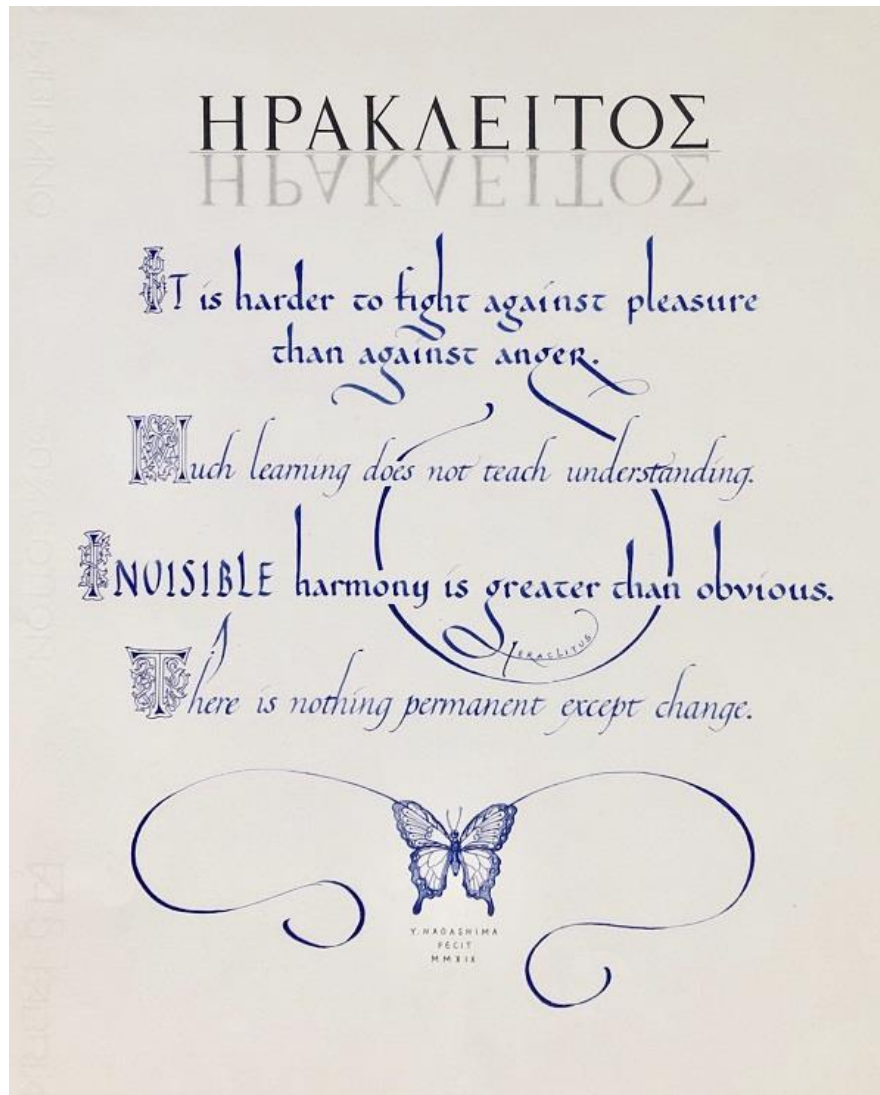 ΗΡΑΚΛΕΙΤΟΣ
IT is harder to fight against pleasure
than against anger.
Much learning does not teach understanding.
INVISIBLE harmony is greater than obvious.
HERACLITUS
There is nothing permanent except change.
Y. NAGASHIMA
FECIT
MMXIX